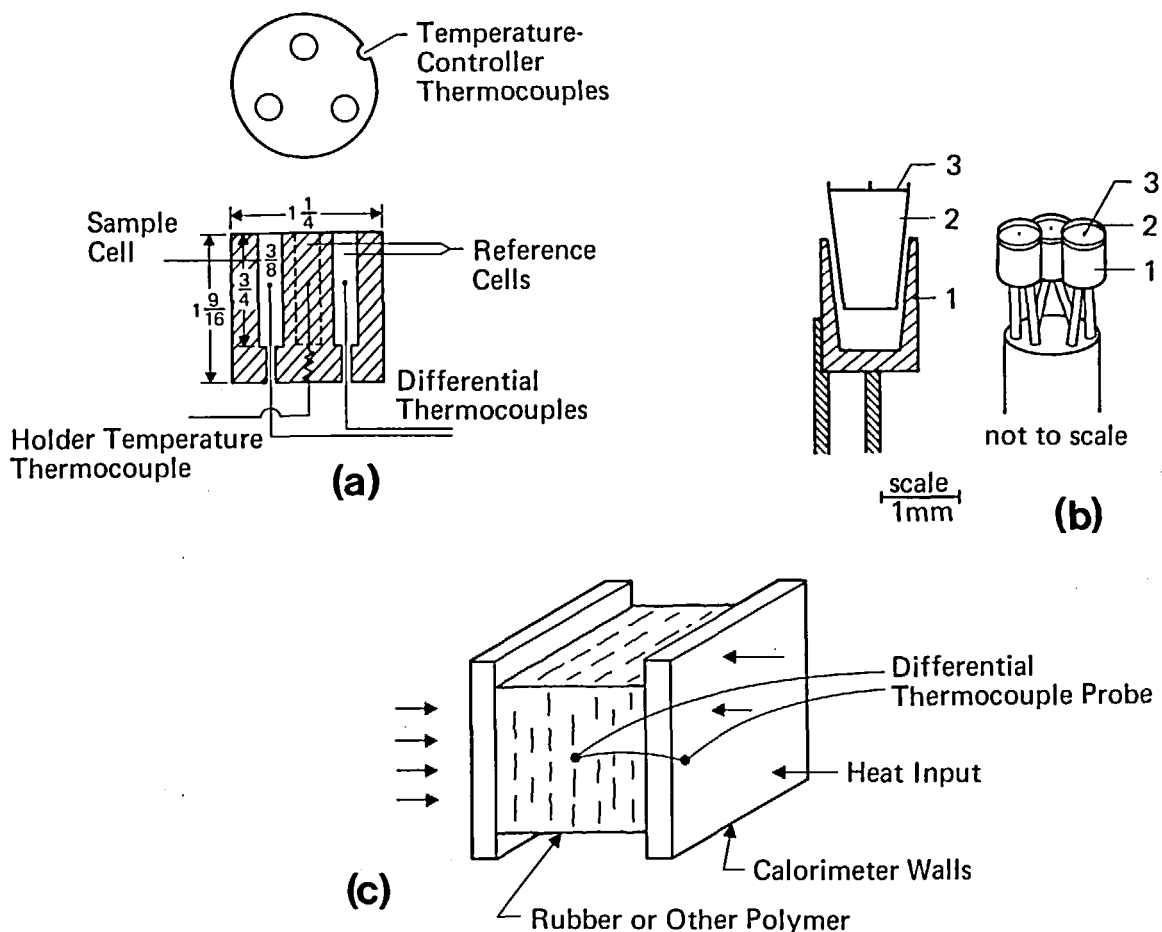 Temperature-
Controller
Thermocouples
Sample
Cell
1 1/4
3/8
3/4
1 9/16
Reference
Cells
Differential
Thermocouples
Holder Temperature
Thermocouple
(a)
3
2
1
3
2
1
not to scale
scale
1mm
(b)
Differential
Thermocouple Probe
Heat Input
Calorimeter Walls
Rubber or Other Polymer
(c)